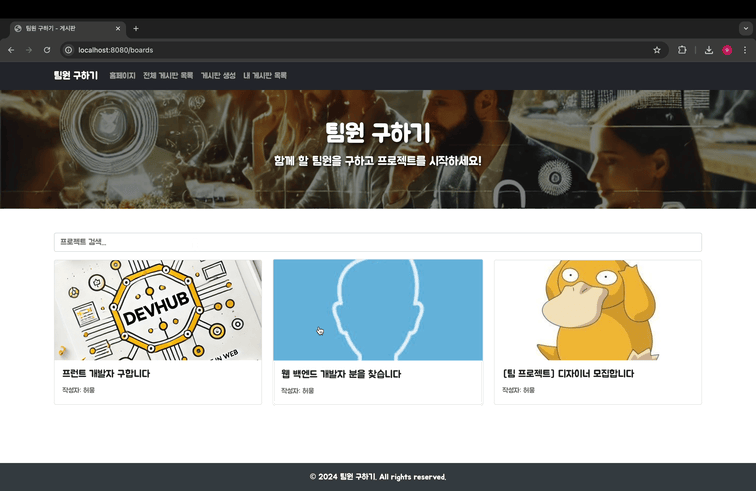 팀원 구하기 - 게시판
localhost:8080/boards
팀원 구하기 홈페이지 전체 게시판 목록 게시판 생성 내 게시판 목록
팀원 구하기
함께 할 팀원을 구하고 프로젝트를 시작하세요!
프로젝트 검색...
DEVHUB
IN WEB
프런트 개발자 구합니다
작성자: 허울
웹 백엔드 개발자 분을 찾습니다
작성자: 허울
[팀 프로젝트] 디자이너 모집합니다
작성자: 허울
© 2024 팀원 구하기. All rights reserved.